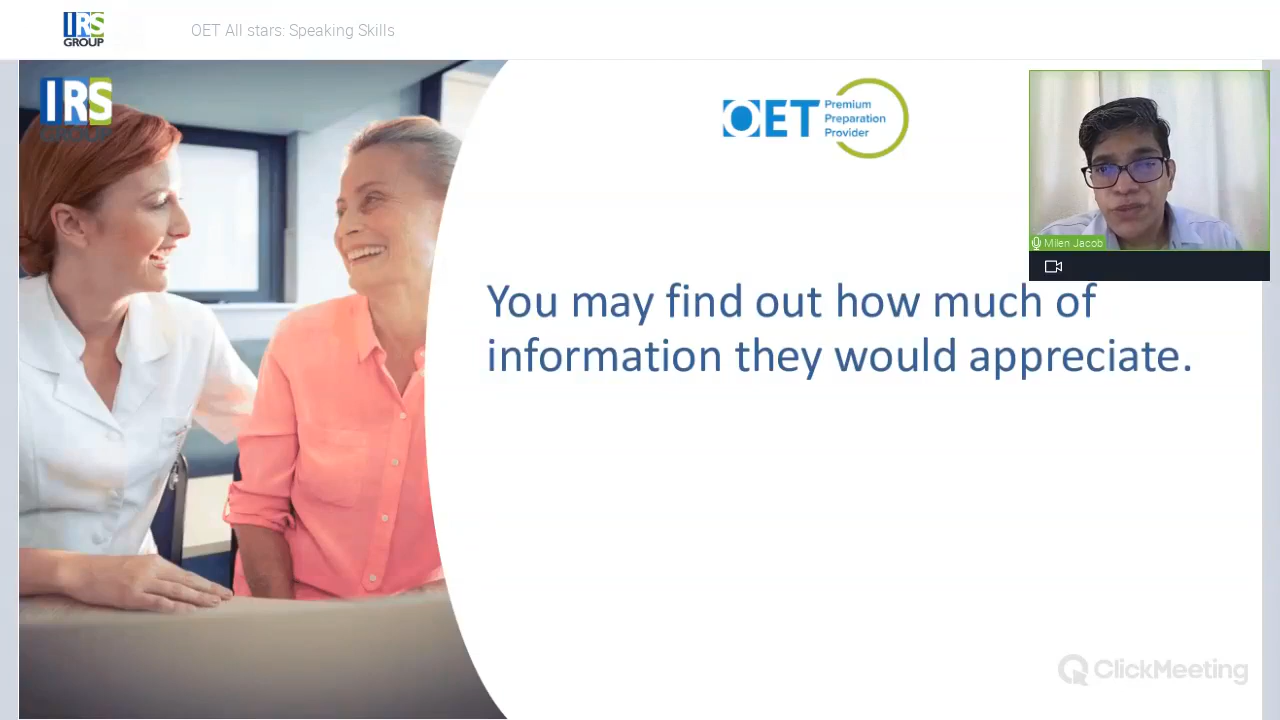 IRS
GROUP
OET All stars: Speaking Skills
IRS
GROUP
OET Premium
Preparation
Provider
Milen Jacob
You may find out how much of
information they would appreciate.
ClickMeeting